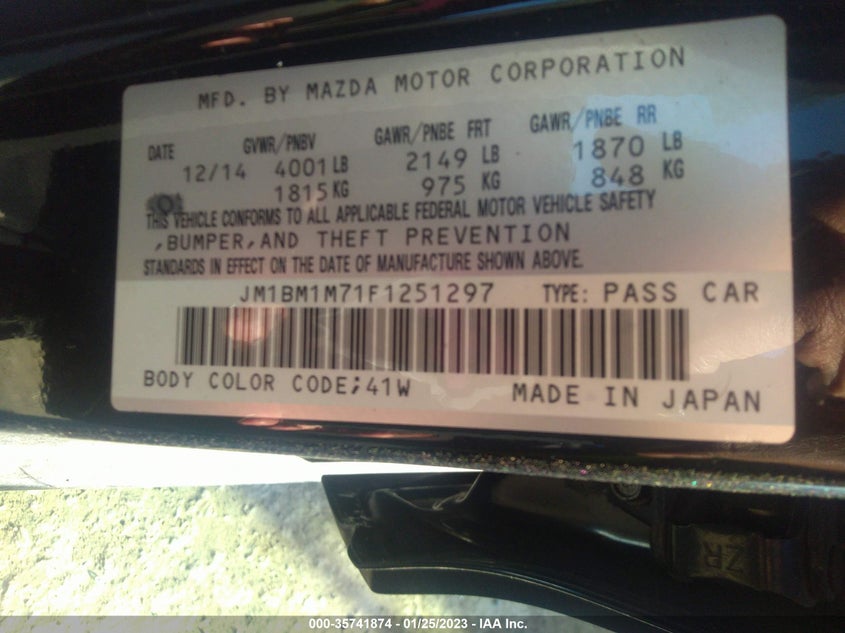 MFD. BY MAZDA MOTOR CORPORATION
DATE GVWR/PNBV GAWR/PNBE FRT GAWR/PNBE RR
12/14 4001 LB 2149 LB 1870 LB
1815 KG 975 KG 848 KG
THIS VEHICLE CONFORMS TO ALL APPLICABLE FEDERAL MOTOR VEHICLE SAFETY
,BUMPER,AND THEFT PREVENTION
STANDARDS IN EFFECT ON THE DATE OF MANUFACTURE SHOWN ABOVE.
JM1BM1M71F1251297 TYPE: PASS CAR
BODY COLOR CODE;41W MADE IN JAPAN
ZR
000-35741874 - 01/25/2023 - IAA Inc.